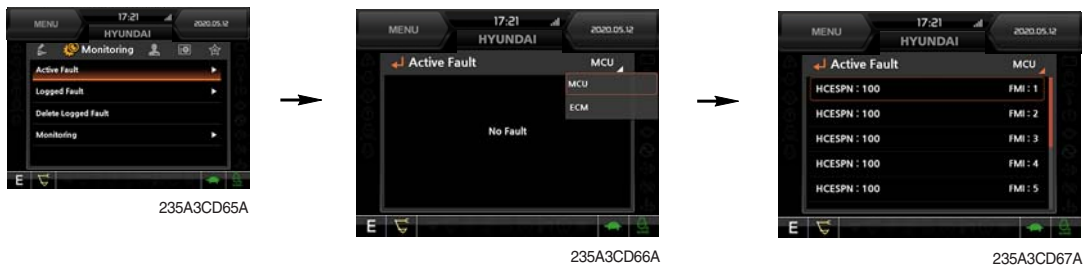 MENU
17:21
2020.05.12
HYUNDAI
Monitoring
Active Fault
Logged Fault
Delete Logged Fault
Monitoring
E
235A3CD65A
MENU
17:21
2020.05.12
HYUNDAI
Active Fault
MCU
MCU
ECM
No Fault
E
235A3CD66A
MENU
17:21
2020.05.12
HYUNDAI
Active Fault
MCU
HCESPN : 100 FMI : 1
HCESPN : 100 FMI : 2
HCESPN : 100 FMI : 3
HCESPN : 100 FMI : 4
HCESPN : 100 FMI : 5
E
235A3CD67A